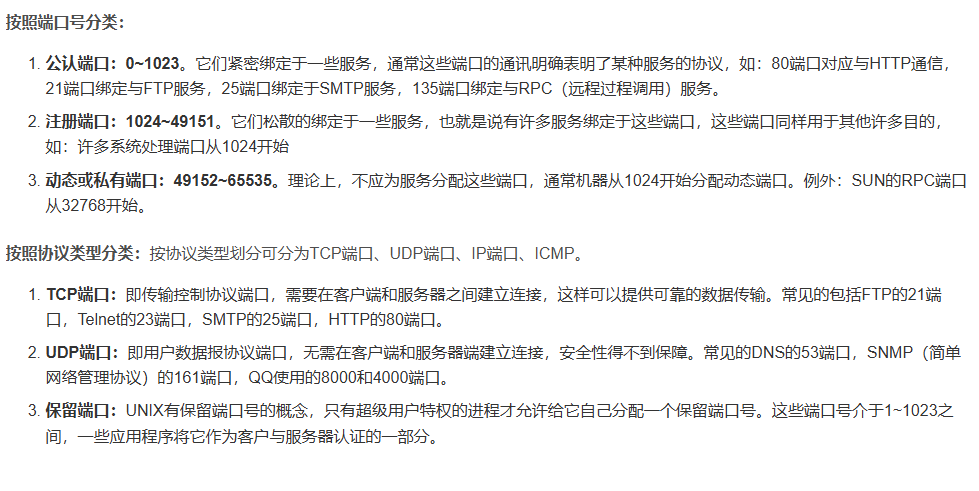 按照端口号分类：
1. 公认端口：0~1023。它们紧密绑定于一些服务，通常这些端口的通讯明确表明了某种服务的协议，如：80端口对应与HTTP通信，
21端口绑定与FTP服务，25端口绑定于SMTP服务，135端口绑定与RPC（远程过程调用）服务。
2. 注册端口：1024~49151。它们松散的绑定于一些服务，也就是说有许多服务绑定于这些端口，这些端口同样用于其他许多目的，
如：许多系统处理端口从1024开始
3. 动态或私有端口：49152~65535。理论上，不应为服务分配这些端口，通常机器从1024开始分配动态端口。例外：SUN的RPC端口
从32768开始。
按照协议类型分类：按协议类型划分可分为TCP端口、UDP端口、IP端口、ICMP。
1. TCP端口：即传输控制协议端口，需要在客户端和服务器之间建立连接，这样可以提供可靠的数据传输。常见的包括FTP的21端
口，Telnet的23端口，SMTP的25端口，HTTP的80端口。
2. UDP端口：即用户数据报协议端口，无需在客户端和服务器端建立连接，安全性得不到保障。常见的DNS的53端口，SNMP（简单
网络管理协议）的161端口，QQ使用的8000和4000端口。
3. 保留端口：UNIX有保留端口号的概念，只有超级用户特权的进程才允许给它自己分配一个保留端口号。这些端口号介于1~1023之
间，一些应用程序将它作为客户与服务器认证的一部分。